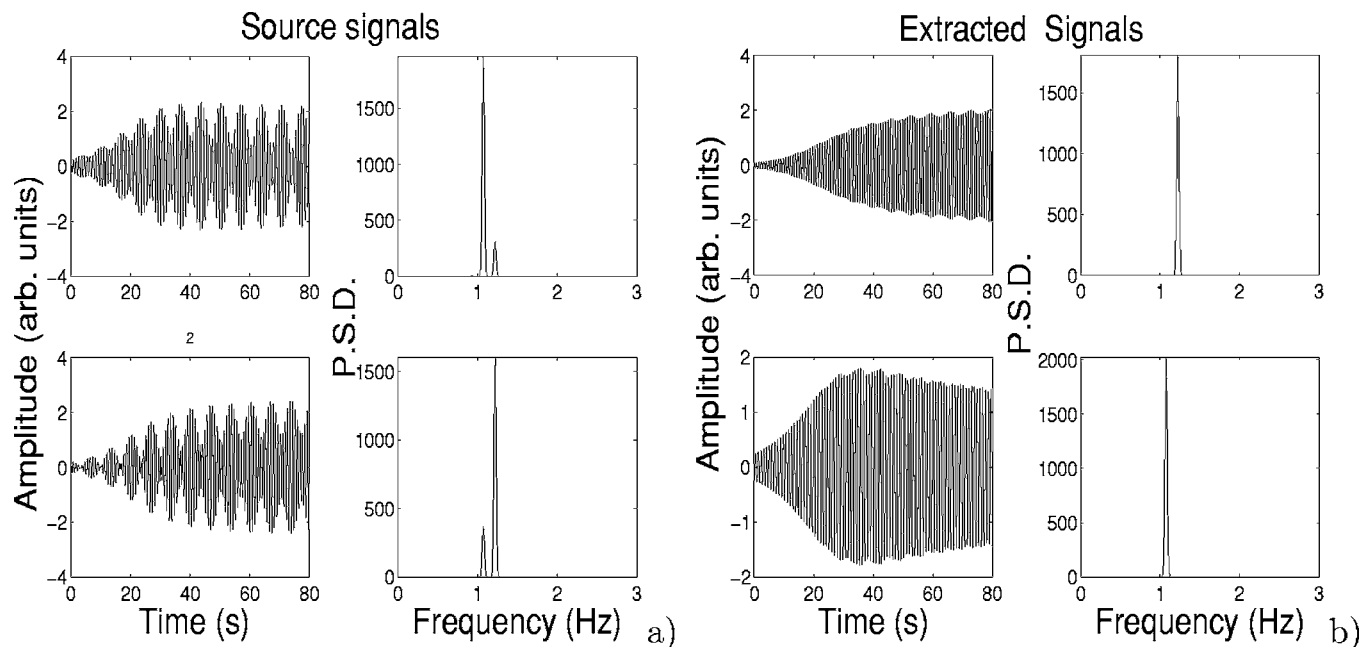 Source signals
Extracted Signals
4
2
0
−2
−4
0 20 40 60 80
1500
1000
500
0
0 1 2 3
4
2
0
−2
−4
0 20 40 60 80
1500
1000
500
0
0 1 2 3
2
4
2
0
−2
−4
0 20 40 60 80
1500
1000
500
0
0 1 2 3
2
1
0
−1
−2
0 20 40 60 80
2000
1500
1000
500
0
0 1 2 3
Amplitude (arb. units)
P.S.D.
Amplitude (arb. units)
P.S.D.
Time (s)
Frequency (Hz)
a)
Time (s)
Frequency (Hz)
b)